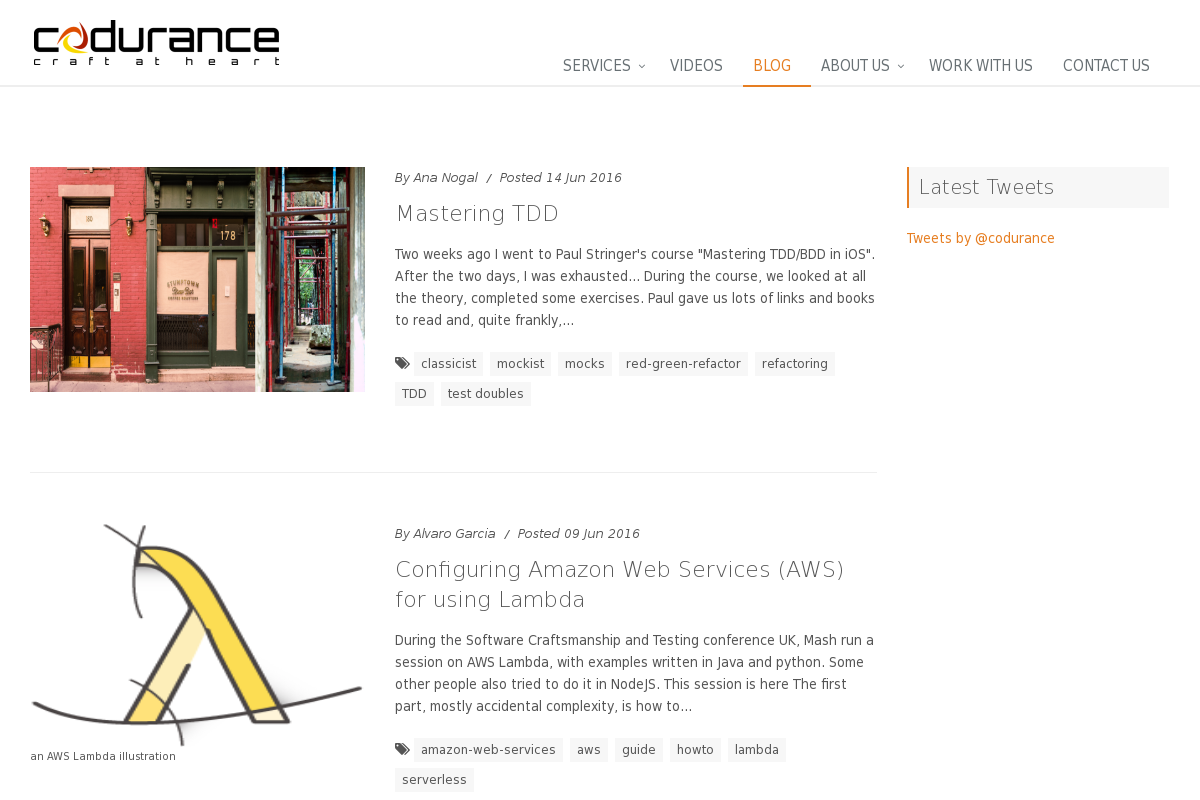 codurance
craft at heart
SERVICES VIDEOS BLOG ABOUT US WORK WITH US CONTACT US
By Ana Nogal / Posted 14 Jun 2016
Mastering TDD
Two weeks ago I went to Paul Stringer's course "Mastering TDD/BDD in iOS".
After the two days, I was exhausted... During the course, we looked at all
the theory, completed some exercises. Paul gave us lots of links and books
to read and, quite frankly,...
classicist mockist mocks red-green-refactor refactoring
TDD test doubles
180
178
STUMPTOWN
Latest Tweets
Tweets by @codurance
By Alvaro Garcia / Posted 09 Jun 2016
Configuring Amazon Web Services (AWS)
for using Lambda
During the Software Craftsmanship and Testing conference UK, Mash run a
session on AWS Lambda, with examples written in Java and python. Some
other people also tried to do it in NodeJS. This session is here The first
part, mostly accidental complexity, is how to...
amazon-web-services aws guide howto lambda
serverless
an AWS Lambda illustration